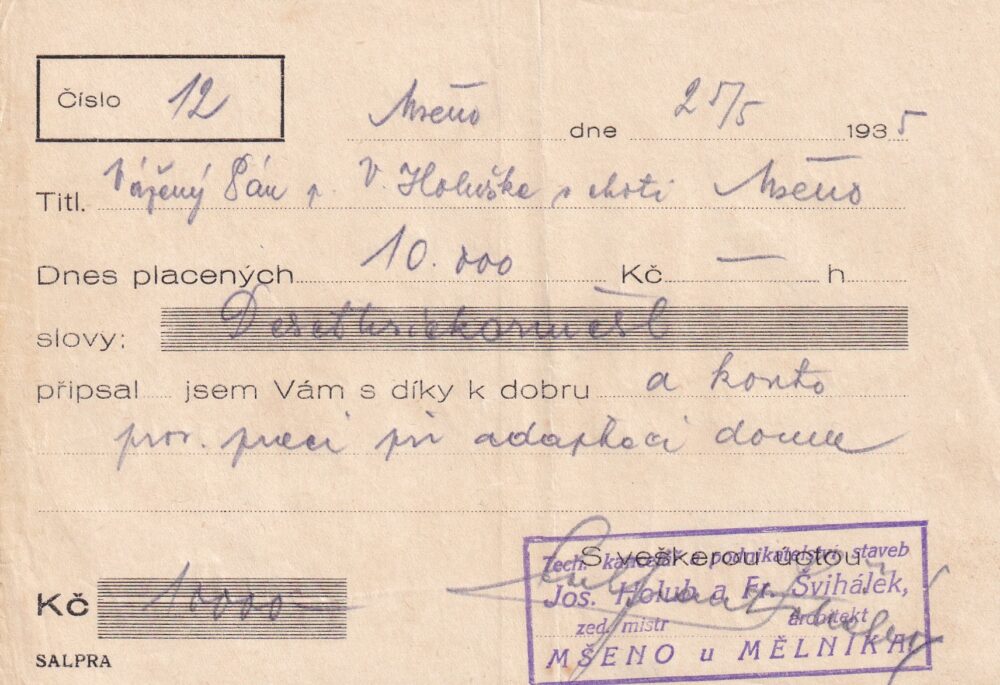 Číslo 12 Mšeno dne 25/5 1935
Titl. Vážený Pán p. V. Holuška s chotí Mšeno
Dnes placených 10.000 Kč — h
slovy: Desettisíckorunčsl
připsal jsem Vám s díky k dobru a konto
prov. prací při adaptaci domu
S veškerou úctou
Tech. kancelář a podnikatelství staveb
Kč 10000-
Jos. Holub a Fr. Švihálek,
zed. mistr architekt
MŠENO u MĚLNÍKA
SALPRA